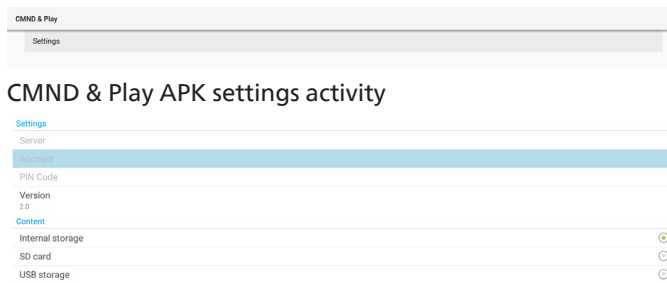 CMND & Play
Settings
CMND & Play APK settings activity
Settings
Server
Account
PIN Code
Version
2.0
Content
Internal storage
SD card
USB storage